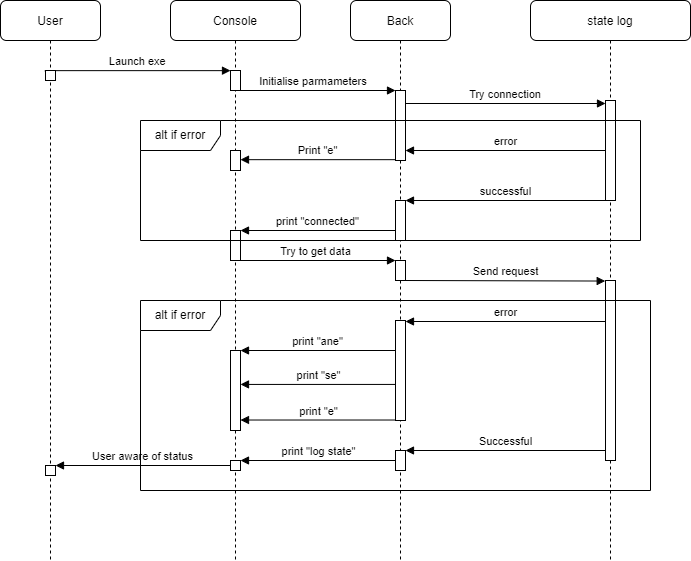 User
Console
Back
state log
Launch exe
Initialise parmameters
Try connection
alt if error
error
Print "e"
successful
print "connected"
Try to get data
Send request
alt if error
error
print "ane"
print "se"
print "e"
Successful
print "log state"
User aware of status